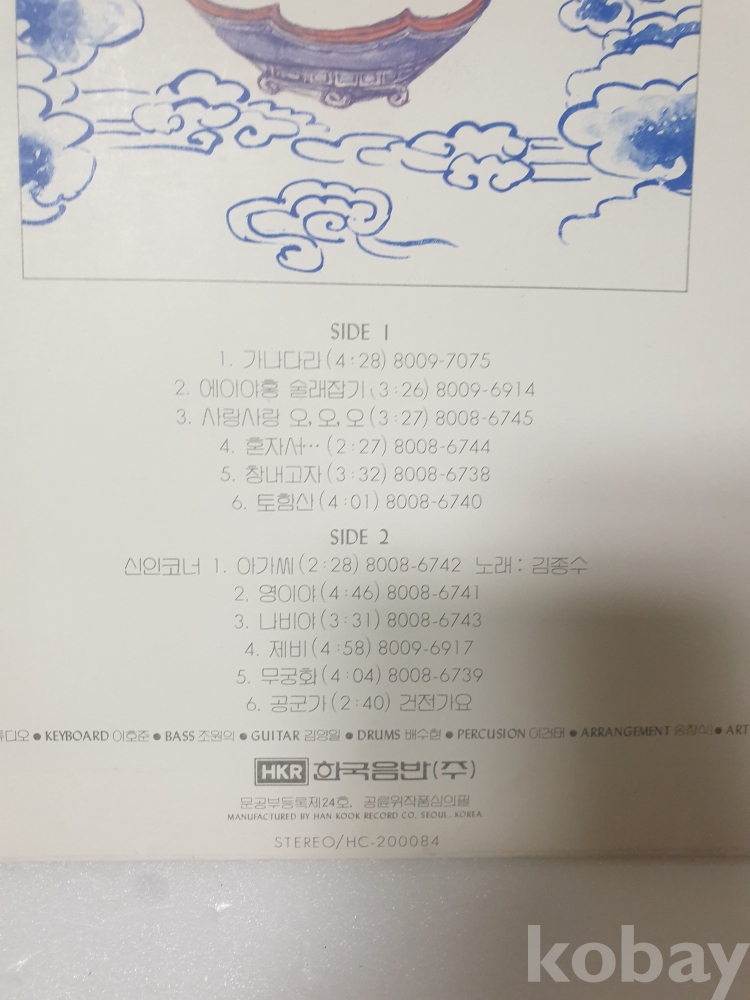 SIDE 1
1. 가나다라(4:28) 8009-7075
2. 에이야홍 술래잡기(3:26) 8009-6914
3. 사랑사랑 오, 오, 오(3:27) 8008-6745
4. 혼자서‥(2:27) 8008-6744
5. 창내고자(3:32) 8008-6738
6. 토함산(4:01) 8008-6740
SIDE 2
신인코너 1. 아가씨(2:28) 8008-6742 노래: 김종수
2. 영이야(4:46) 8008-6741
3. 나비야(3:31) 8008-6743
4. 제비(4:58) 8009-6917
5. 무궁화(4:04) 8008-6739
6. 공군가(2:40) 건전가요
디오 ● KEYBOARD 이호준 ● BASS 조원익 ● GUITAR 김영일 ● DRUMS 배수현 ● PERCUSION 이건태 ● ARRANGEMENT 송창식 ● ART
HKR 한국음반(주)
문공부등록제24호. 공륜위작품심의필
MANUFACTURED BY HAN KOOK RECORD CO. SEOUL. KOREA
STEREO/HC-200084
kobay